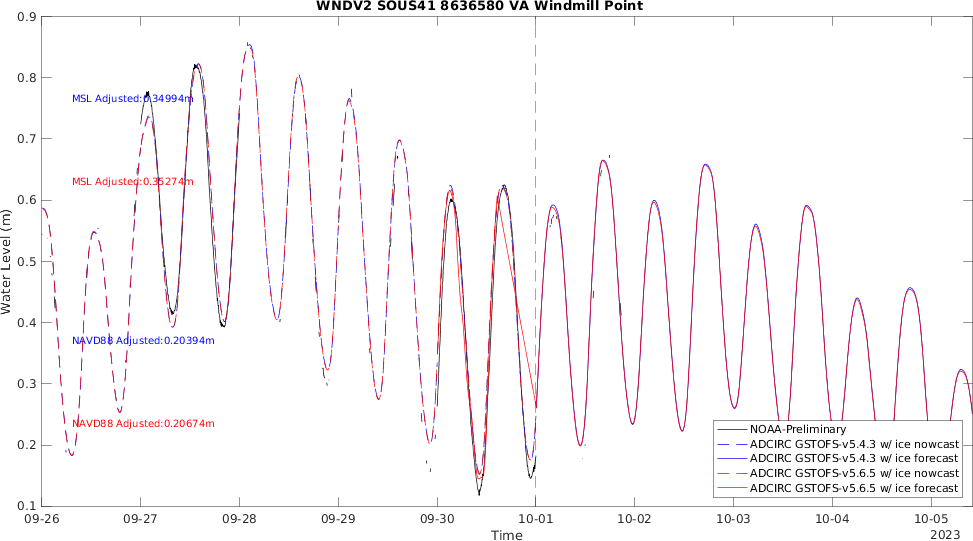 WNDV2 SOUS41 8636580 VA Windmill Point
0.9
0.8
0.7
0.6
0.5
0.4
0.3
0.2
0.1
Water Level (m)
MSL Adjusted:0.34994m
MSL Adjusted:0.35274m
NAVD88 Adjusted:0.20394m
NAVD88 Adjusted:0.20674m
NOAA-Preliminary
ADCIRC GSTOFS-v5.4.3 w/ ice nowcast
ADCIRC GSTOFS-v5.4.3 w/ ice forecast
ADCIRC GSTOFS-v5.6.5 w/ ice nowcast
ADCIRC GSTOFS-v5.6.5 w/ ice forecast
09-26 09-27 09-28 09-29 09-30 10-01 10-02 10-03 10-04 10-05
Time
2023